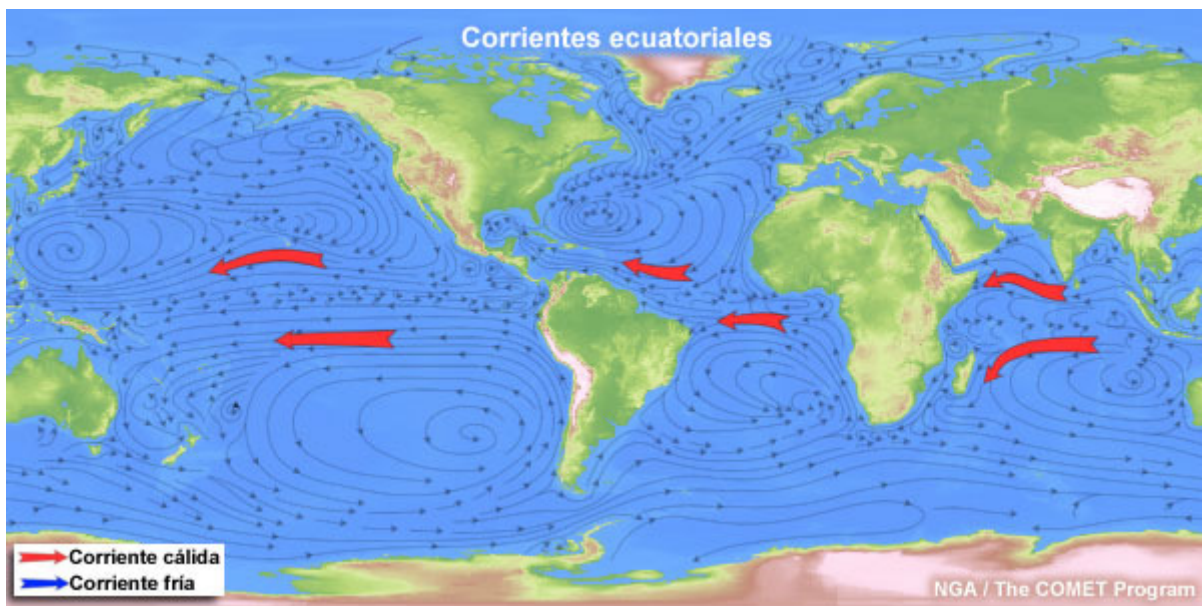 Corrientes ecuatoriales
Corriente cálida
Corriente fría
NGA / The COMET Program